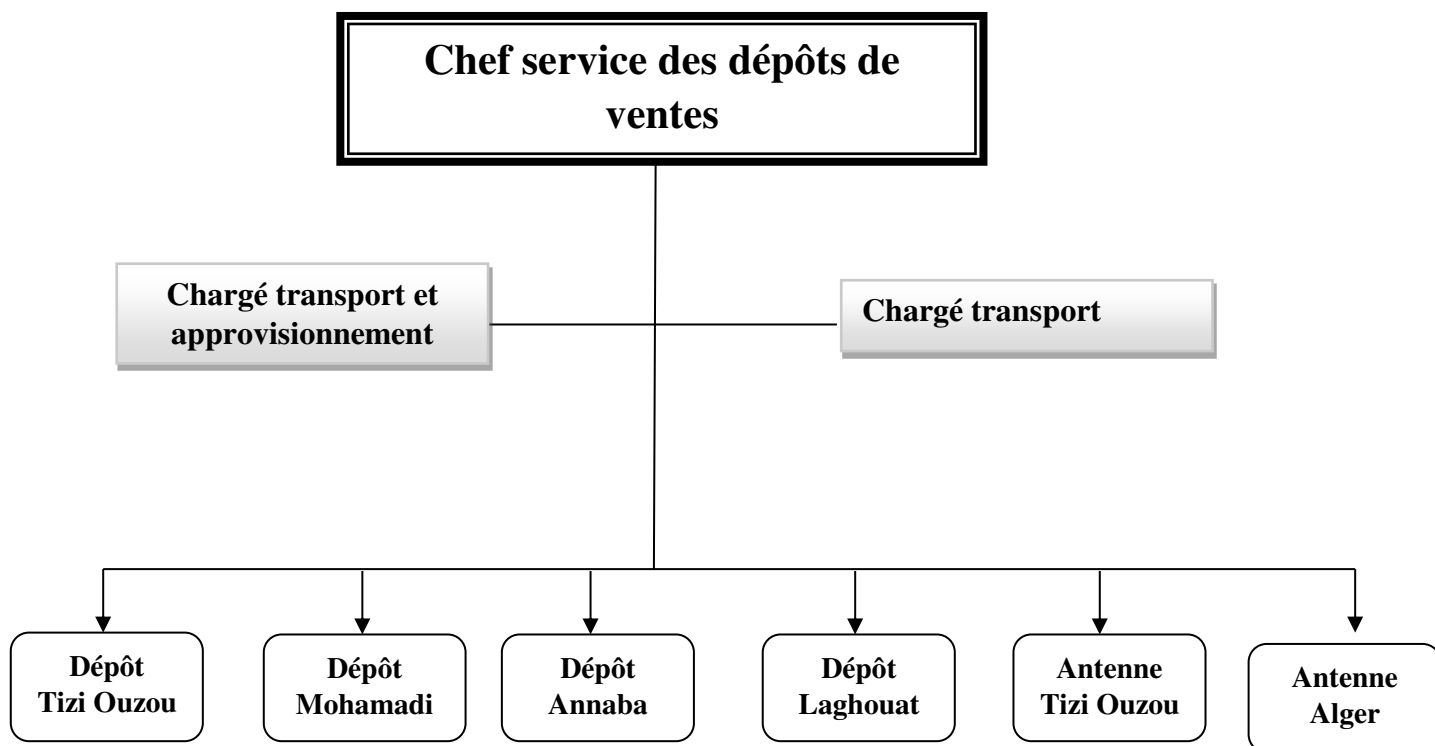 Chef service des dépôts de
ventes
Chargé transport et
approvisionnement
Chargé transport
Dépôt
Tizi Ouzou
Dépôt
Mohamadi
Dépôt
Annaba
Dépôt
Laghouat
Antenne
Tizi Ouzou
Antenne
Alger